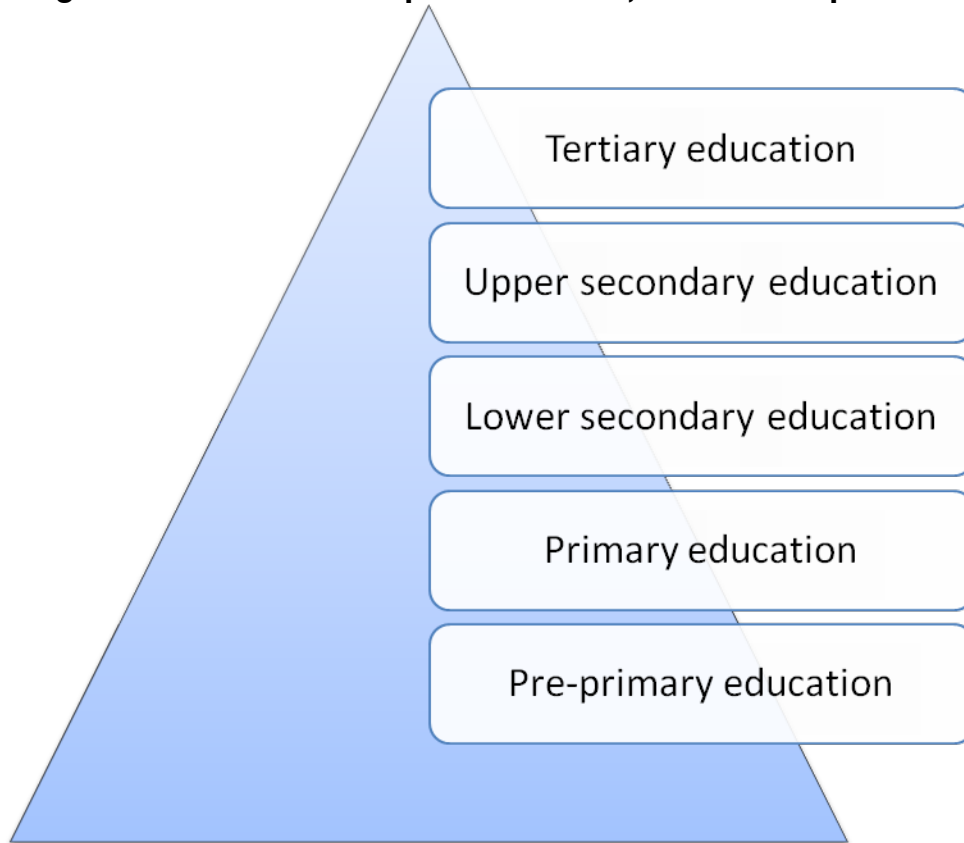 Tertiary education
Upper secondary education
Lower secondary education
Primary education
Pre-primary education